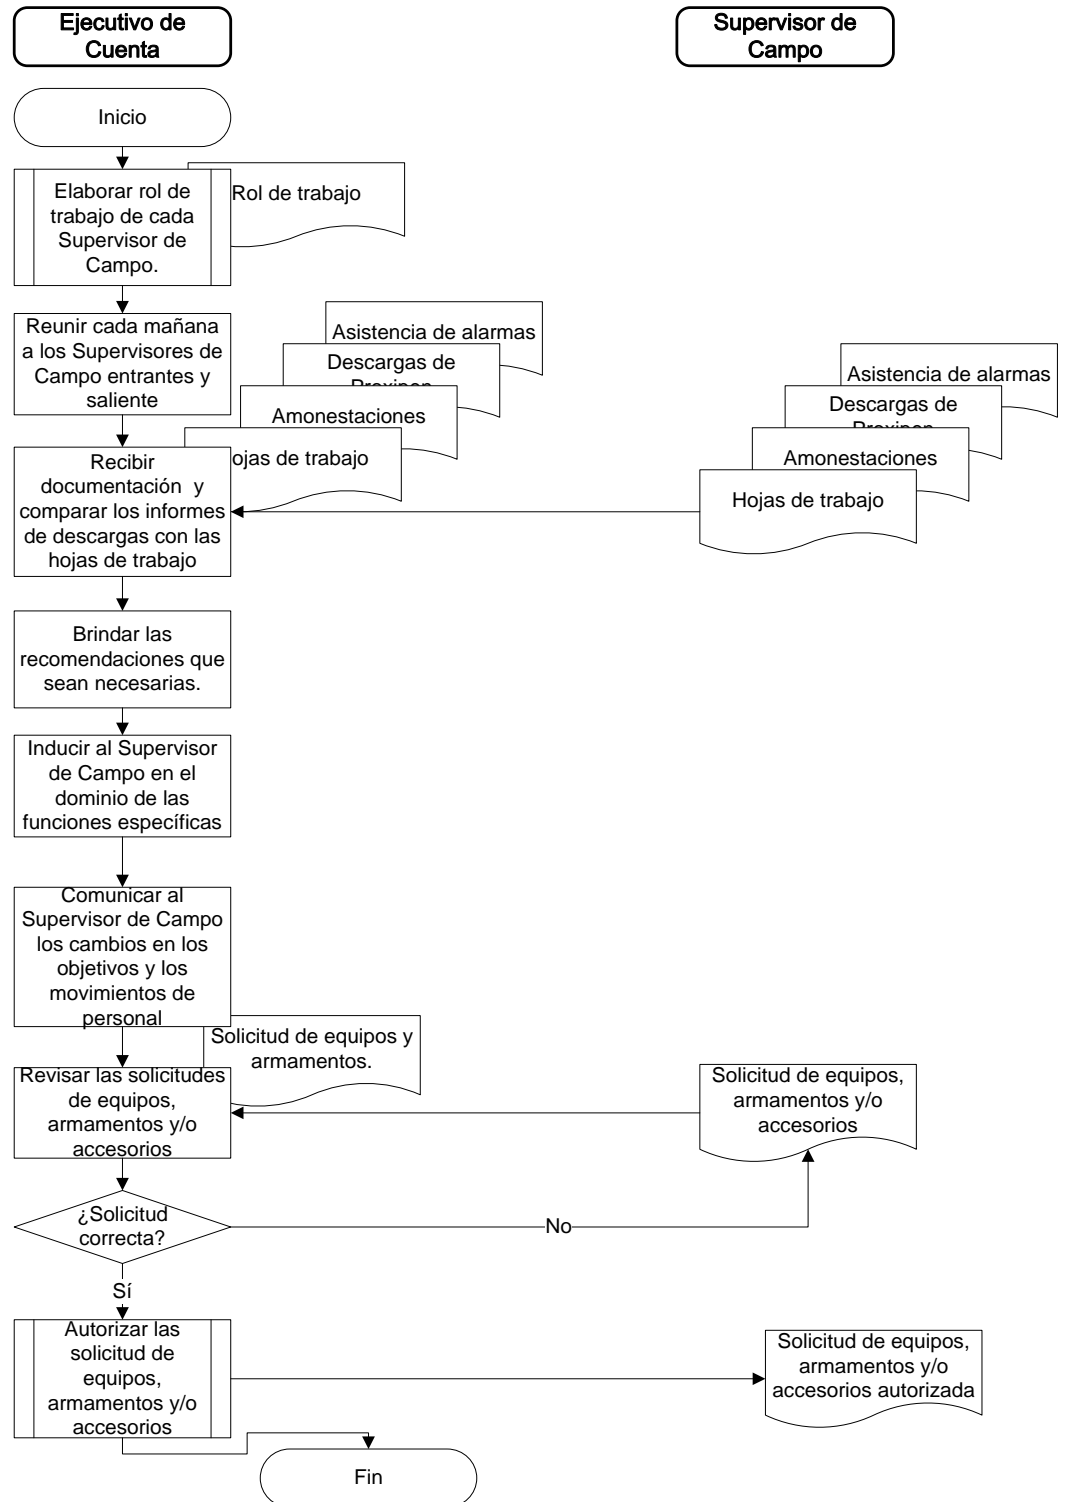 Ejecutivo de
Cuenta
Supervisor de
Campo
Inicio
Elaborar rol de
trabajo de cada
Supervisor de
Campo.
Rol de trabajo
Reunir cada mañana
a los Supervisores de
Campo entrantes y
saliente
Asistencia de alarmas
Descargas de
Amonestaciones
ojas de trabajo
Asistencia de alarmas
Descargas de
Amonestaciones
Hojas de trabajo
Recibir
documentación y
comparar los informes
de descargas con las
hojas de trabajo
Brindar las
recomendaciones que
sean necesarias.
Inducir al Supervisor
de Campo en el
dominio de las
funciones específicas
Comunicar al
Supervisor de Campo
los cambios en los
objetivos y los
movimientos de
personal
Solicitud de equipos y
armamentos.
Revisar las solicitudes
de equipos,
armamentos y/o
accesorios
Solicitud de equipos,
armamentos y/o
accesorios
¿Solicitud
correcta?
No
Sí
Autorizar las
solicitud de
equipos,
armamentos y/o
accesorios
Solicitud de equipos,
armamentos y/o
accesorios autorizada
Fin